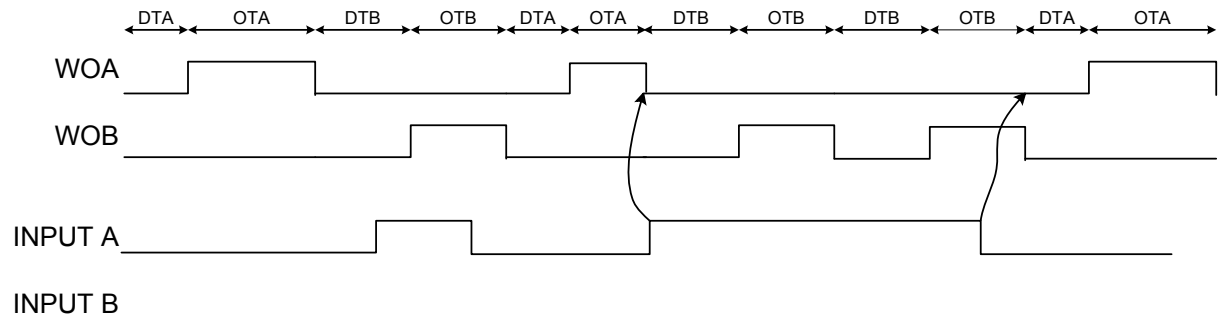 DTA OTA DTB OTB DTA OTA DTB OTB DTB OTB DTA OTA
WOA
WOB
INPUT A
INPUT B